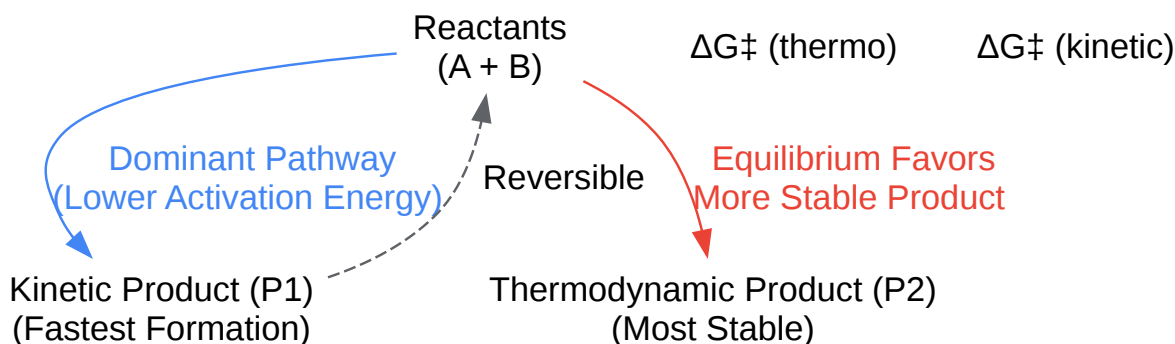 Reactants
(A + B)
ΔG‡ (thermo)
ΔG‡ (kinetic)
Dominant Pathway
(Lower Activation Energy)
Reversible
Equilibrium Favors
More Stable Product
Kinetic Product (P1)
(Fastest Formation)
Thermodynamic Product (P2)
(Most Stable)